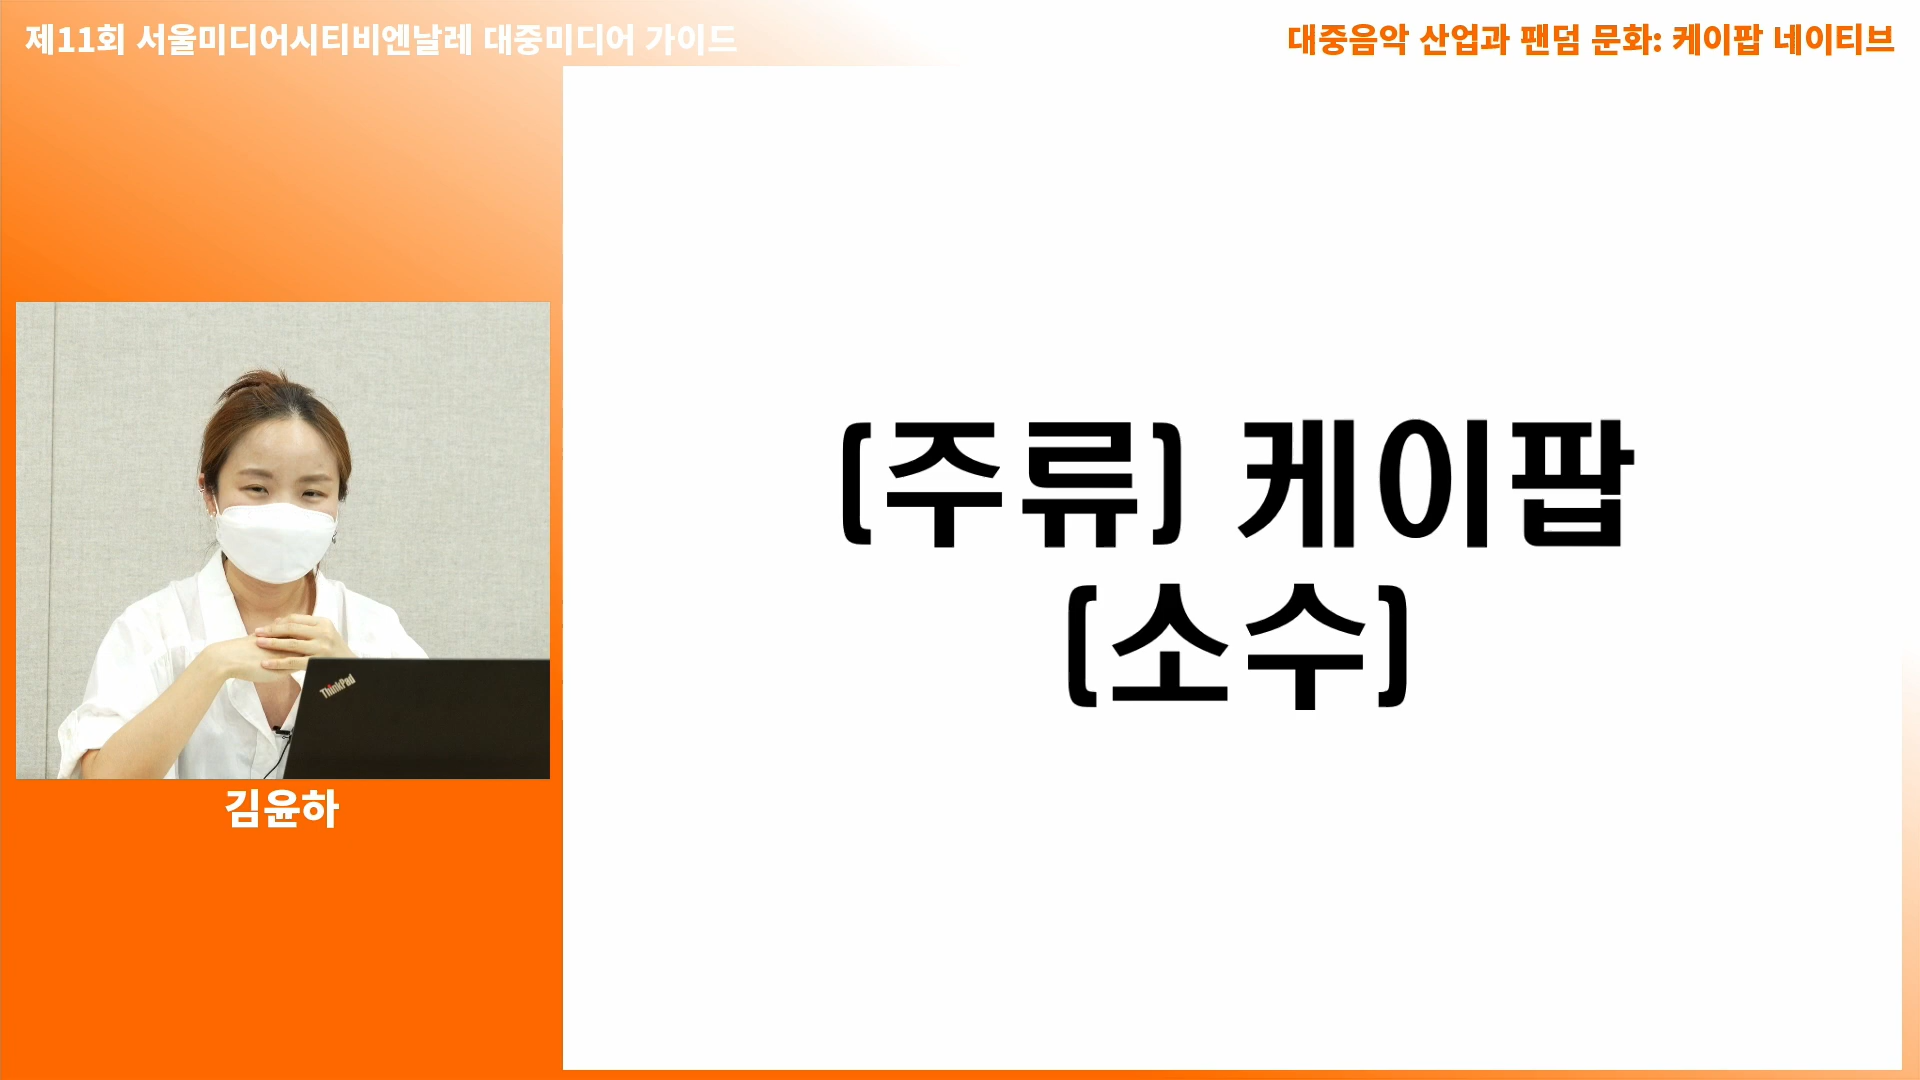 제11회 서울미디어시티비엔날레 대중미디어 가이드
대중음악 산업과 팬덤 문화: 케이팝 네이티브
(주류) 케이팝
(소수)
ThinkPad
김윤하